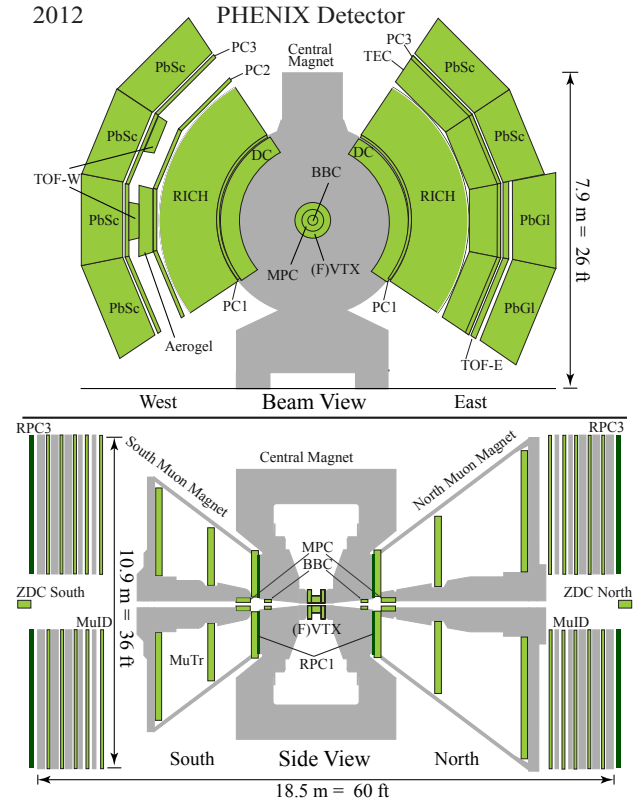 2012
PHENIX Detector
Central
Magnet
PC3
PC2
PbSc
PbSc
PbSc
PbSc
TOF-W
RICH
DC
BBC
MPC
(F)VTX
PC1
Aerogel
PC3
TEC
PbSc
PbSc
DC
RICH
PbGl
PbGl
PC1
TOF-E
7.9 m = 26 ft
West
Beam View
East
RPC3
South Muon Magnet
Central Magnet
North Muon Magnet
RPC3
10.9 m = 36 ft
MPC
BBC
ZDC South
ZDC North
MuID
MuTr
(F)VTX
RPC1
MuID
South
Side View
North
18.5 m = 60 ft